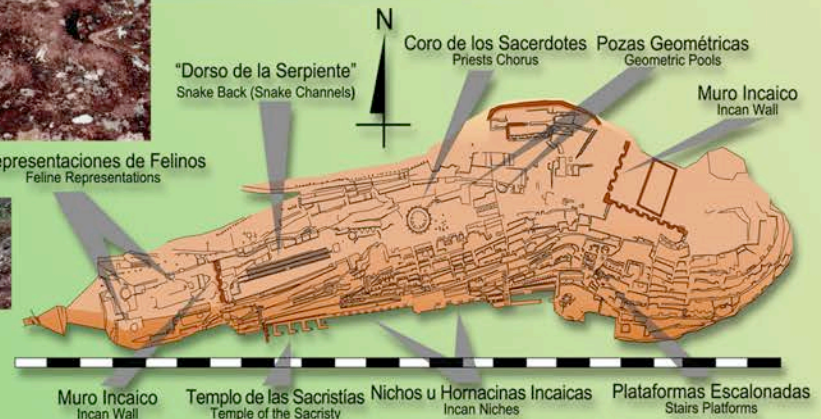 N
Coro de los Sacerdotes
Priests Chorus
Pozas Geométricas
Geometric Pools
"Dorso de la Serpiente"
Snake Back (Snake Channels)
Muro Incaico
Incan Wall
epresentaciones de Felinos
Feline Representations
Muro Incaico
Incan Wall
Templo de las Sacristías
Temple of the Sacristy
Nichos u Hornacinas Incaicas
Incan Niches
Plataformas Escalonadas
Stairs Platforms